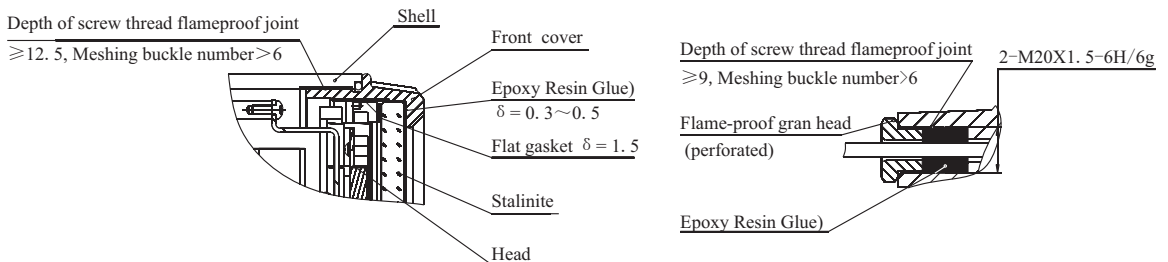 Depth of screw thread flameproof joint
≥12. 5, Meshing buckle number>6
Shell
Front cover
Epoxy Resin Glue)
δ = 0. 3~0. 5
Flat gasket δ = 1. 5
Stalinite
Head
Depth of screw thread flameproof joint
≥9, Meshing buckle number>6
2-M20X1. 5-6H/6g
Flame-proof gran head
(perforated)
Epoxy Resin Glue)